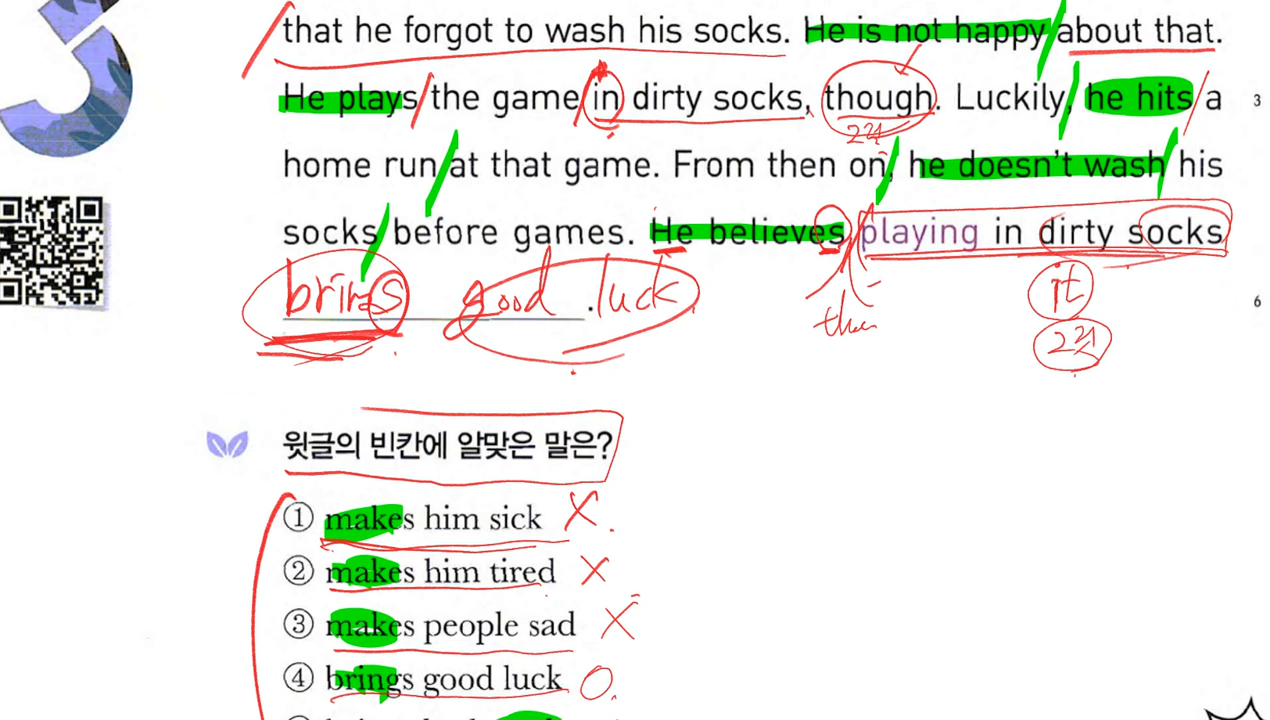 that he forgot to wash his socks. He is not happy about that.
He plays the game in dirty socks, though. Luckily, he hits a
3
home run at that game. From then on, he doesn't wash his
socks before games. He believes playing in dirty socks
brings good luck.
it
6
윗글의 빈칸에 알맞은 말은?
① makes him sick X
② makes him tired X
③ makes people sad X
④ brings good luck O